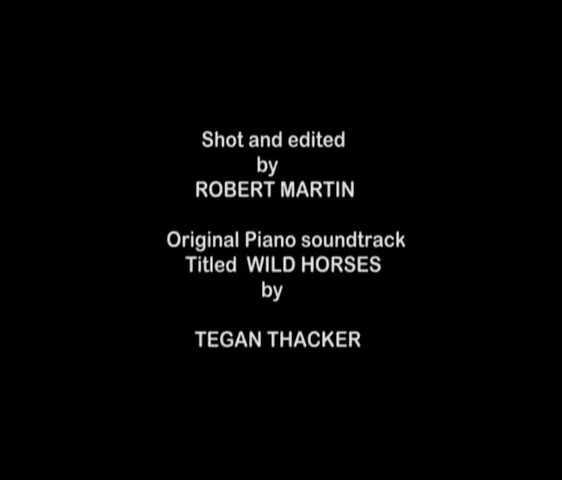 Shot and edited
by
ROBERT MARTIN
Original Piano soundtrack
Titled WILD HORSES
by
TEGAN THACKER